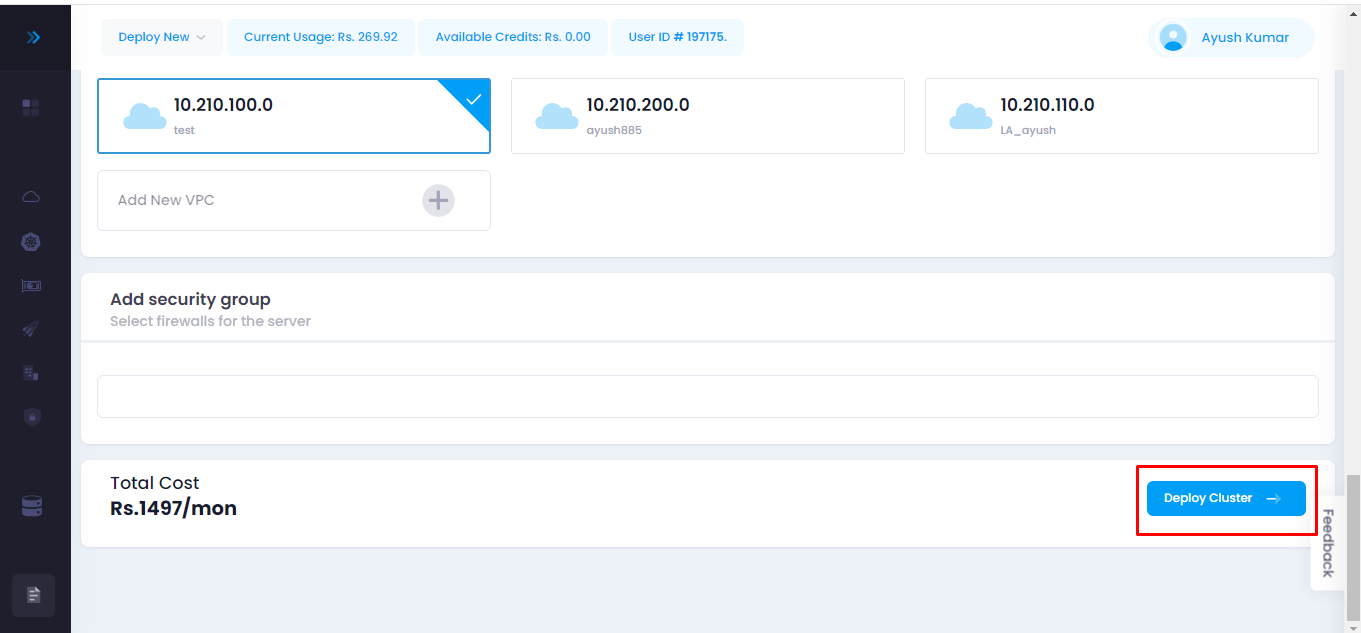 Deploy New
Current Usage: Rs. 269.92
Available Credits: Rs. 0.00
User ID # 197175.
Ayush Kumar
10.210.100.0
test
10.210.200.0
ayush885
10.210.110.0
LA_ayush
Add New VPC
Add security group
Select firewalls for the server
Total Cost
Rs.1497/mon
Deploy Cluster
Feedback